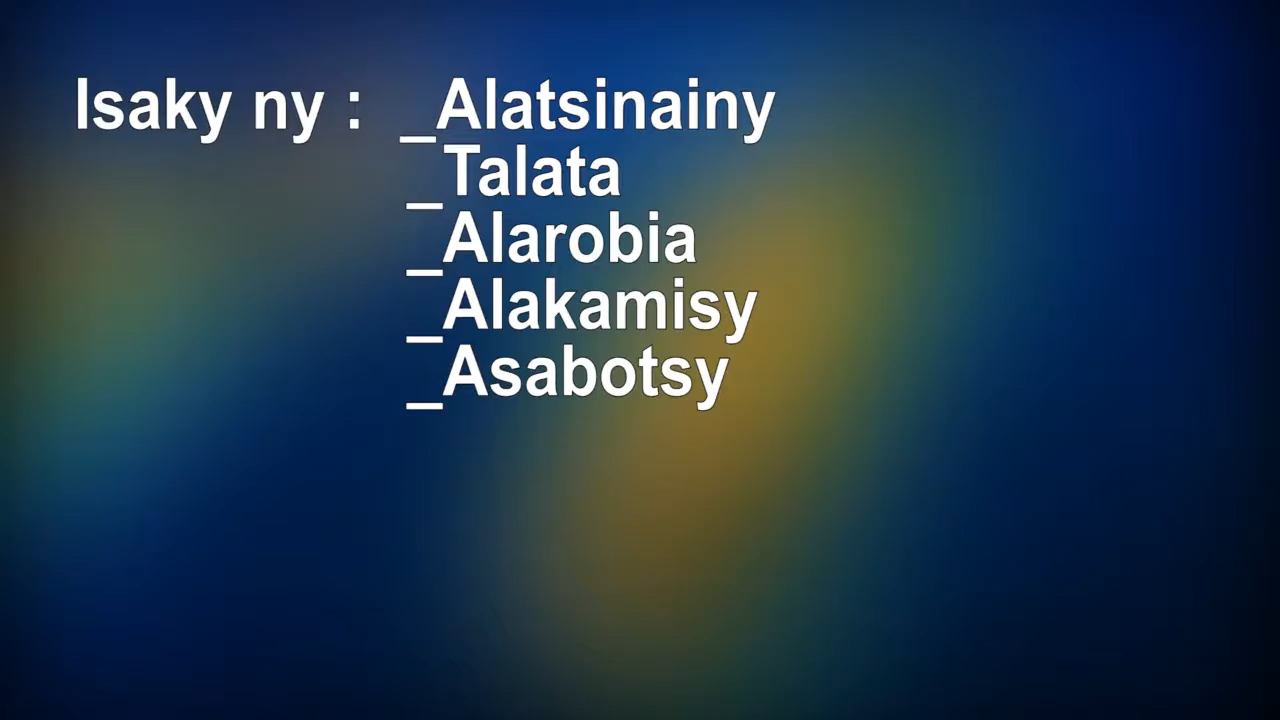 Isaky ny : _Alatsinainy
_Talata
_Alarobia
_Alakamisy
_Asabotsy